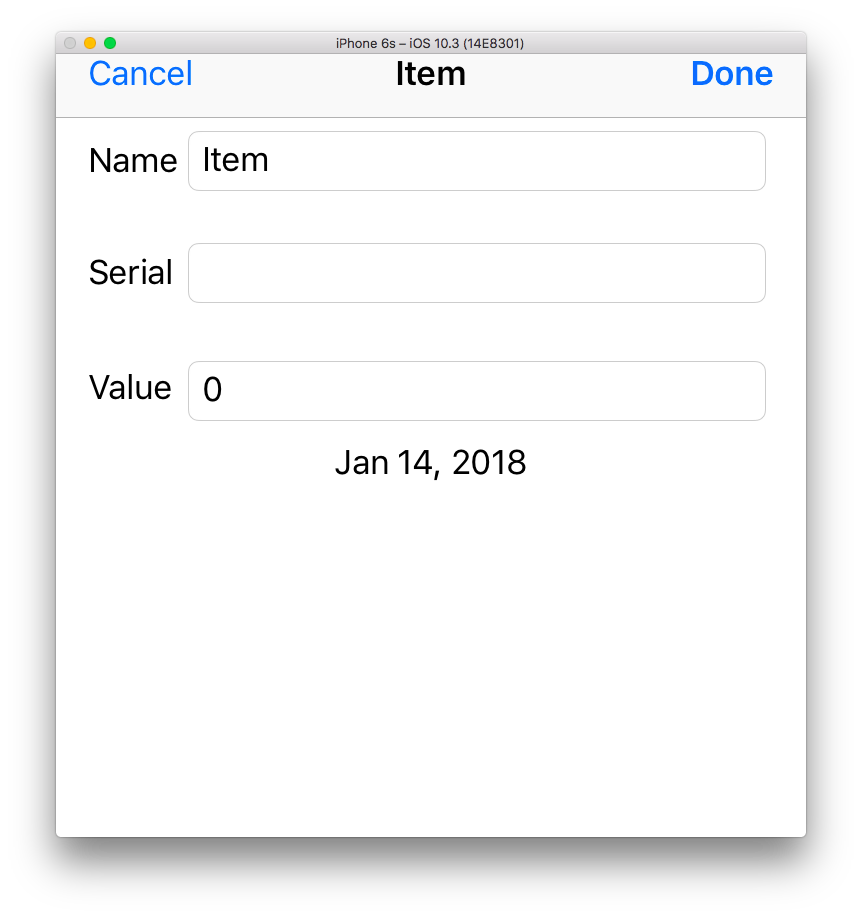 iPhone 6s – iOS 10.3 (14E8301)
Cancel Item Done
Name Item
Serial
Value 0
Jan 14, 2018